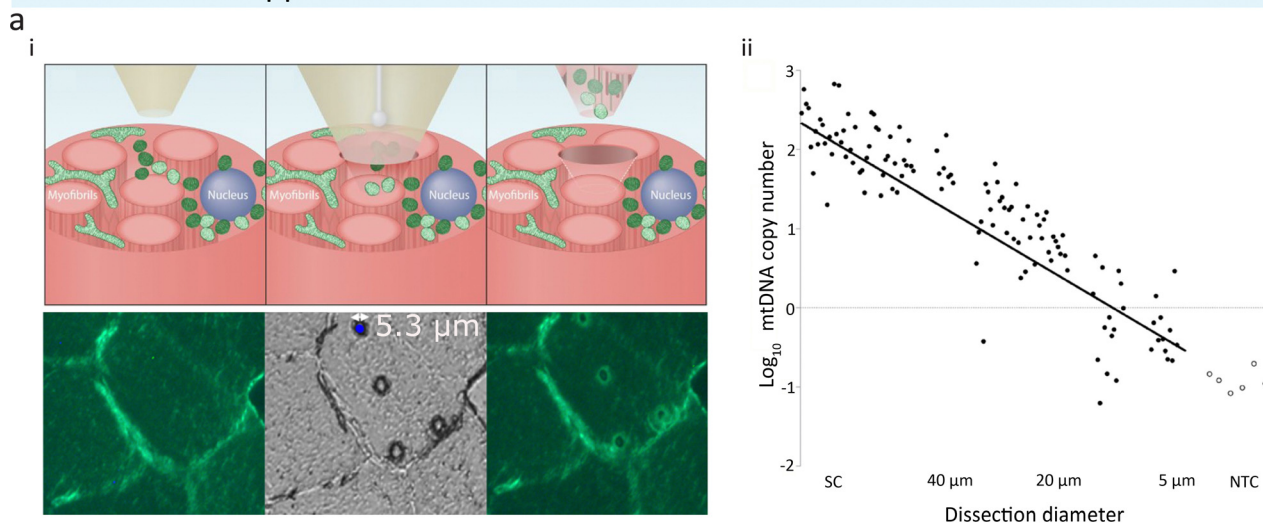 a
i
Myofibrils
Nucleus
Myofibrils
Nucleus
Myofibrils
Nucleus
5.3 µm
ii
Log10 mtDNA copy number
3
2
1
0
-1
-2
SC
40 µm
20 µm
5 µm
NTC
Dissection diameter